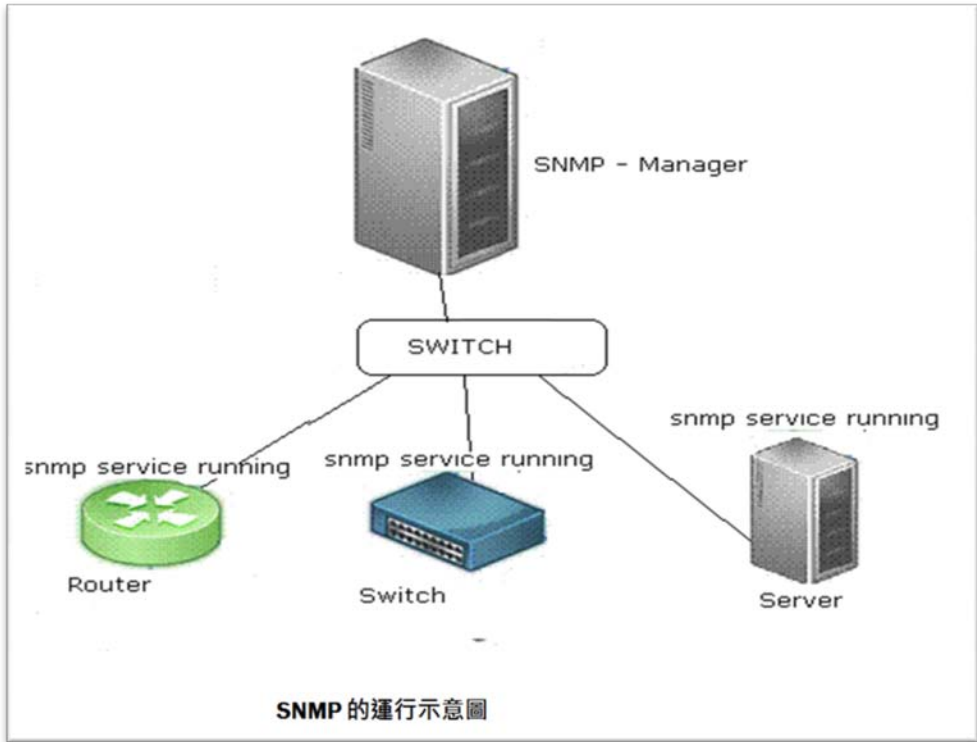 SNMP - Manager
SWITCH
snmp service running
snmp service running
snmp service running
Router
Switch
Server
SNMP 的運行示意圖